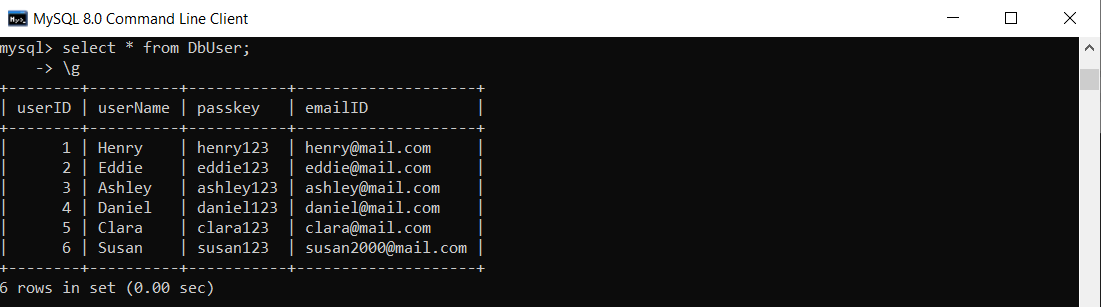 MySQL 8.0 Command Line Client
mysql> select * from DbUser;
    -> \g
+--------+----------+-----------+--------------------+
| userID | userName | passkey   | emailID            |
+--------+----------+-----------+--------------------+
|      1 | Henry    | henry123  | henry@mail.com     |
|      2 | Eddie    | eddie123  | eddie@mail.com     |
|      3 | Ashley   | ashley123 | ashley@mail.com    |
|      4 | Daniel   | daniel123 | daniel@mail.com    |
|      5 | Clara    | clara123  | clara@mail.com     |
|      6 | Susan    | susan123  | susan2000@mail.com |
+--------+----------+-----------+--------------------+
6 rows in set (0.00 sec)